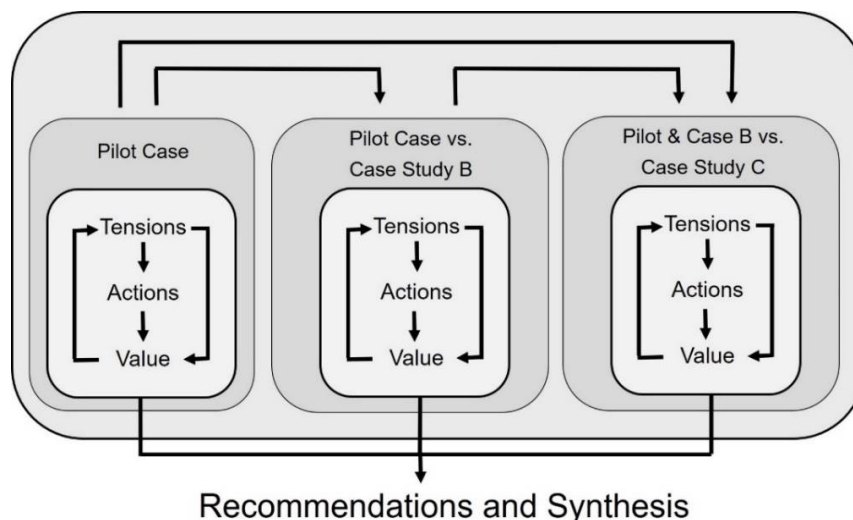 Pilot Case
Tensions
Actions
Value
Pilot Case vs.
Case Study B
Tensions
Actions
Value
Pilot & Case B vs.
Case Study C
Tensions
Actions
Value
Recommendations and Synthesis